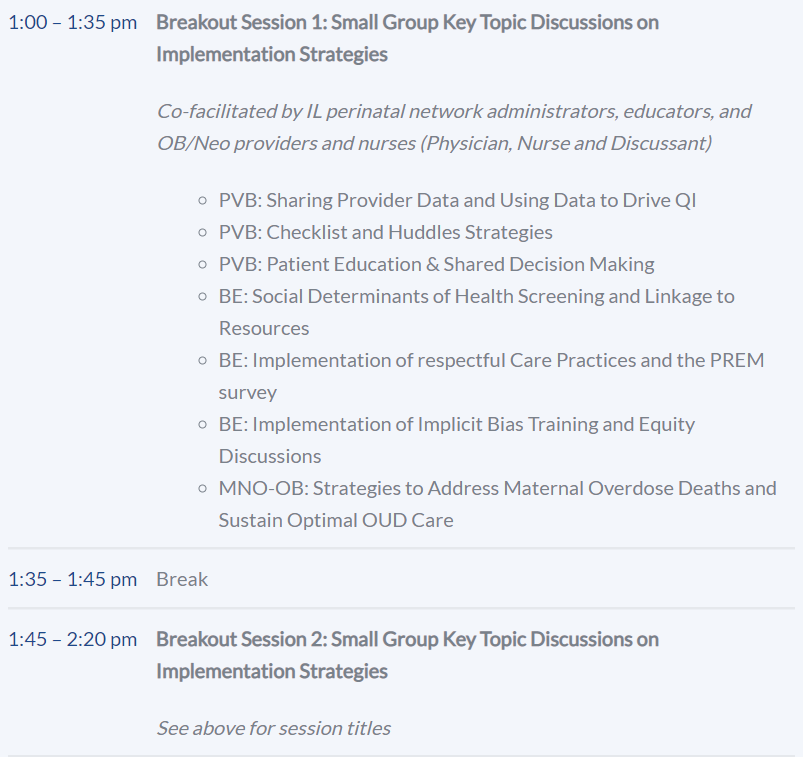 1:00 – 1:35 pm Breakout Session 1: Small Group Key Topic Discussions on
Implementation Strategies
Co-facilitated by IL perinatal network administrators, educators, and
OB/Neo providers and nurses (Physician, Nurse and Discussant)
PVB: Sharing Provider Data and Using Data to Drive QI
PVB: Checklist and Huddles Strategies
PVB: Patient Education & Shared Decision Making
BE: Social Determinants of Health Screening and Linkage to
Resources
BE: Implementation of respectful Care Practices and the PREM
survey
BE: Implementation of Implicit Bias Training and Equity
Discussions
MNO-OB: Strategies to Address Maternal Overdose Deaths and
Sustain Optimal OUD Care
1:35 – 1:45 pm Break
1:45 – 2:20 pm Breakout Session 2: Small Group Key Topic Discussions on
Implementation Strategies
See above for session titles